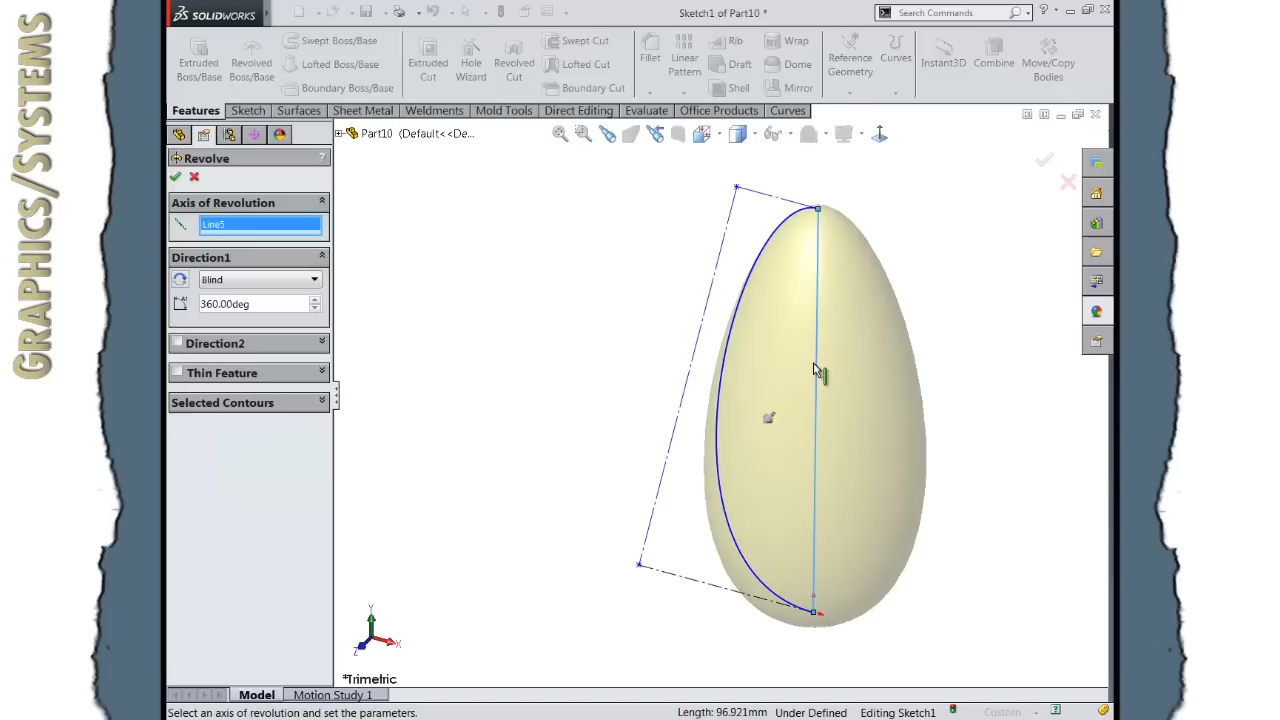 GRAPHICS/SYSTEMS
SOLIDWORKS
Sketch1 of Part10 *
Search Commands
Extruded Boss/Base
Revolved Boss/Base
Swept Boss/Base
Lofted Boss/Base
Boundary Boss/Base
Extruded Cut
Hole Wizard
Revolved Cut
Swept Cut
Lofted Cut
Boundary Cut
Fillet
Linear Pattern
Rib
Draft
Shell
Wrap
Dome
Mirror
Reference Geometry
Curves
Instant3D
Combine
Move/Copy Bodies
Features
Sketch
Surfaces
Sheet Metal
Weldments
Mold Tools
Direct Editing
Evaluate
Office Products
Curves
Part10 (Default<<De...
Revolve
?
Axis of Revolution
Line5
Direction1
Blind
360.00deg
Direction2
Thin Feature
Selected Contours
Y
X
Z
*Trimetric
Model
Motion Study 1
Select an axis of revolution and set the parameters.
Length: 96.921mm
Under Defined
Editing Sketch1
Custom